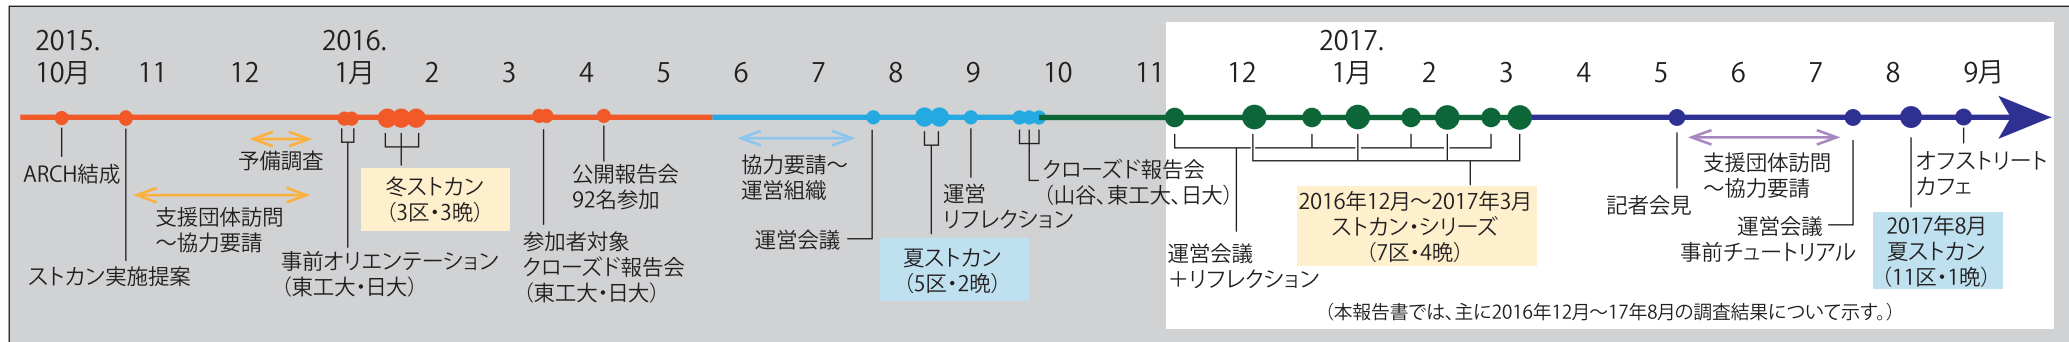 2015.
2016.
2017.
10月 11 12 1月 2 3 4 5 6 7 8 9 10 11 12 1月 2 3 4 5 6 7 8 9月
ARCH結成
ストカン実施提案
支援団体訪問
～協力要請
予備調査
事前オリエンテーション
（東工大・日大）
冬ストカン
（3区・3晩）
参加者対象
クローズド報告会
（東工大・日大）
公開報告会
92名参加
協力要請～
運営組織
運営会議
夏ストカン
（5区・2晩）
運営
リフレクション
クローズド報告会
（山谷、東工大、日大）
運営会議
＋リフレクション
2016年12月～2017年3月
ストカン・シリーズ
（7区・4晩）
記者会見
支援団体訪問
～協力要請
運営会議
事前チュートリアル
2017年8月
夏ストカン
（11区・1晩）
オフストリート
カフェ
（本報告書では、主に2016年12月～17年8月の調査結果について示す。）